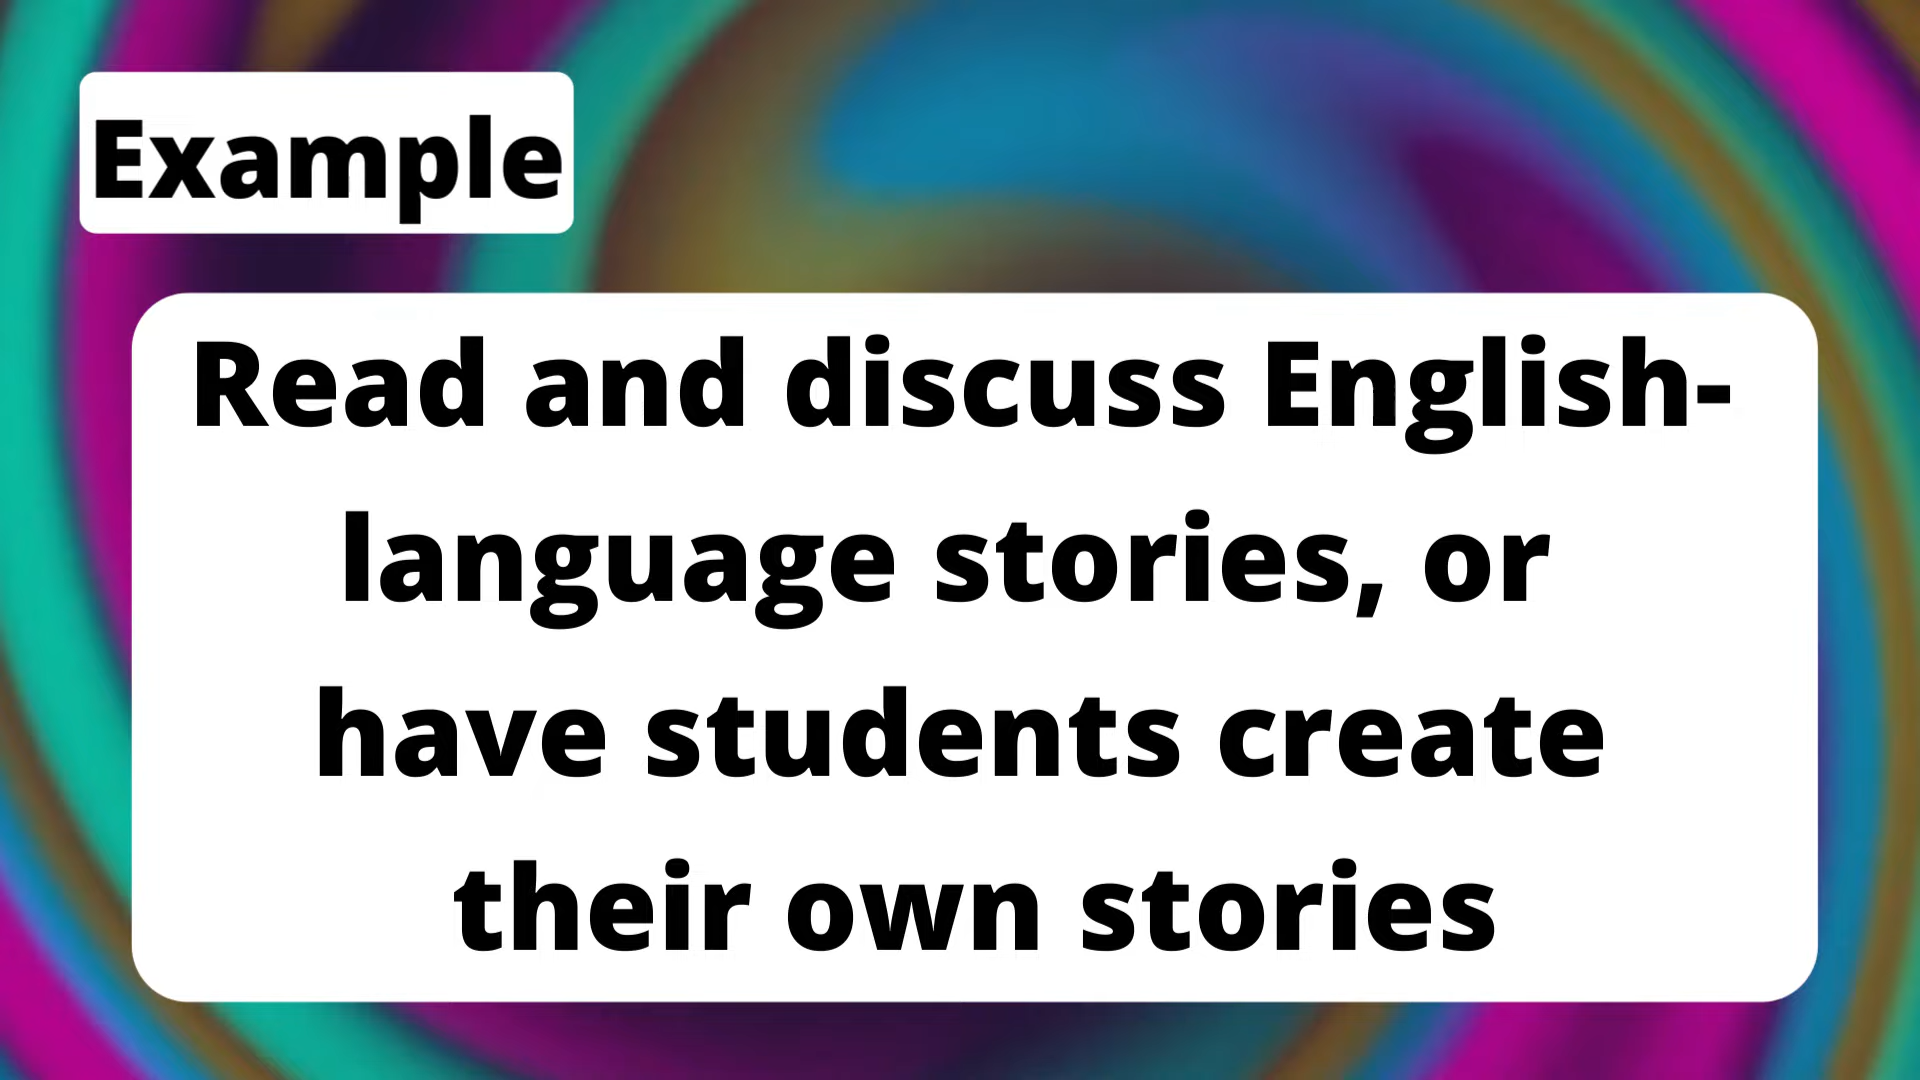 Example
Read and discuss English-
language stories, or
have students create
their own stories